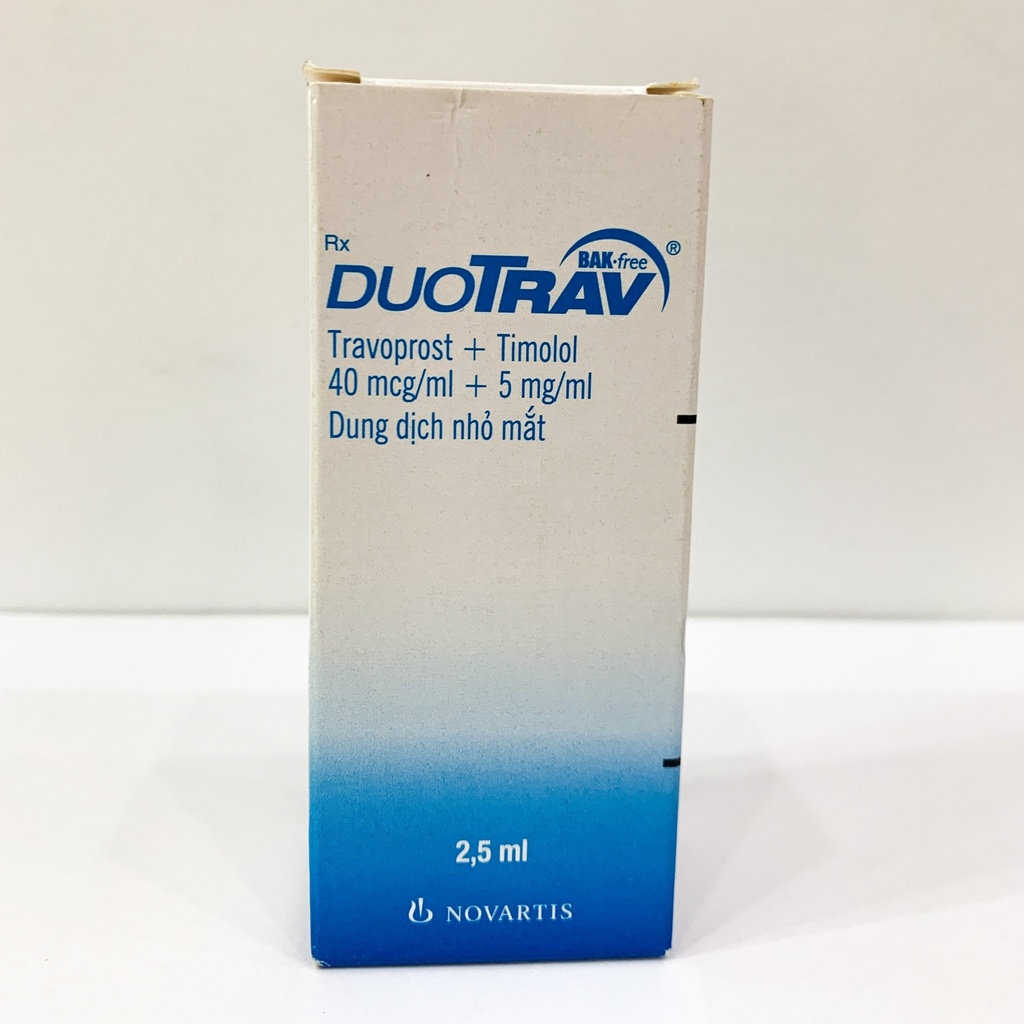 Rx
DUOTRAV BAK·free ®
Travoprost + Timolol
40 mcg/ml + 5 mg/ml
Dung dịch nhỏ mắt
2,5 ml
NOVARTIS